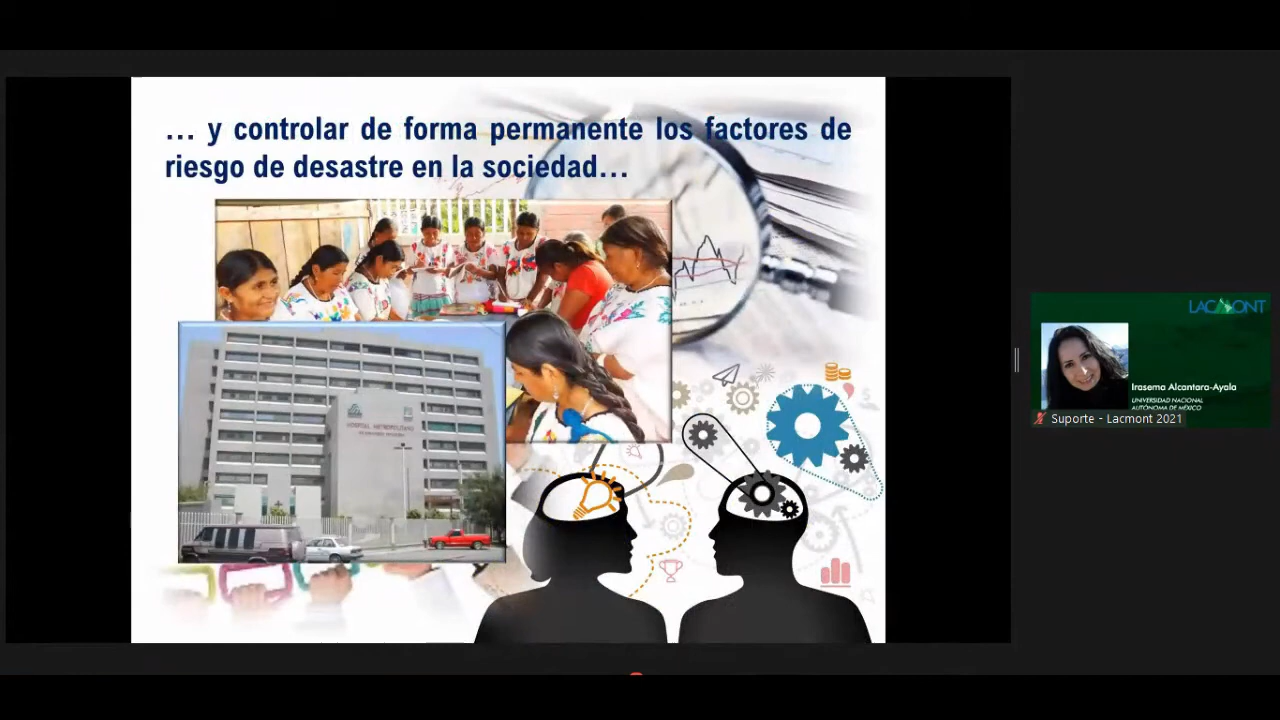 ... y controlar de forma permanente los factores de
riesgo de desastre en la sociedad...
HOSPITAL METROPOLITANO
LACMONT
Irasema Alcantara-Ayala
UNIVERSIDAD NACIONAL
AUTÓNOMA DE MÉXICO
Suporte - Lacmont 2021